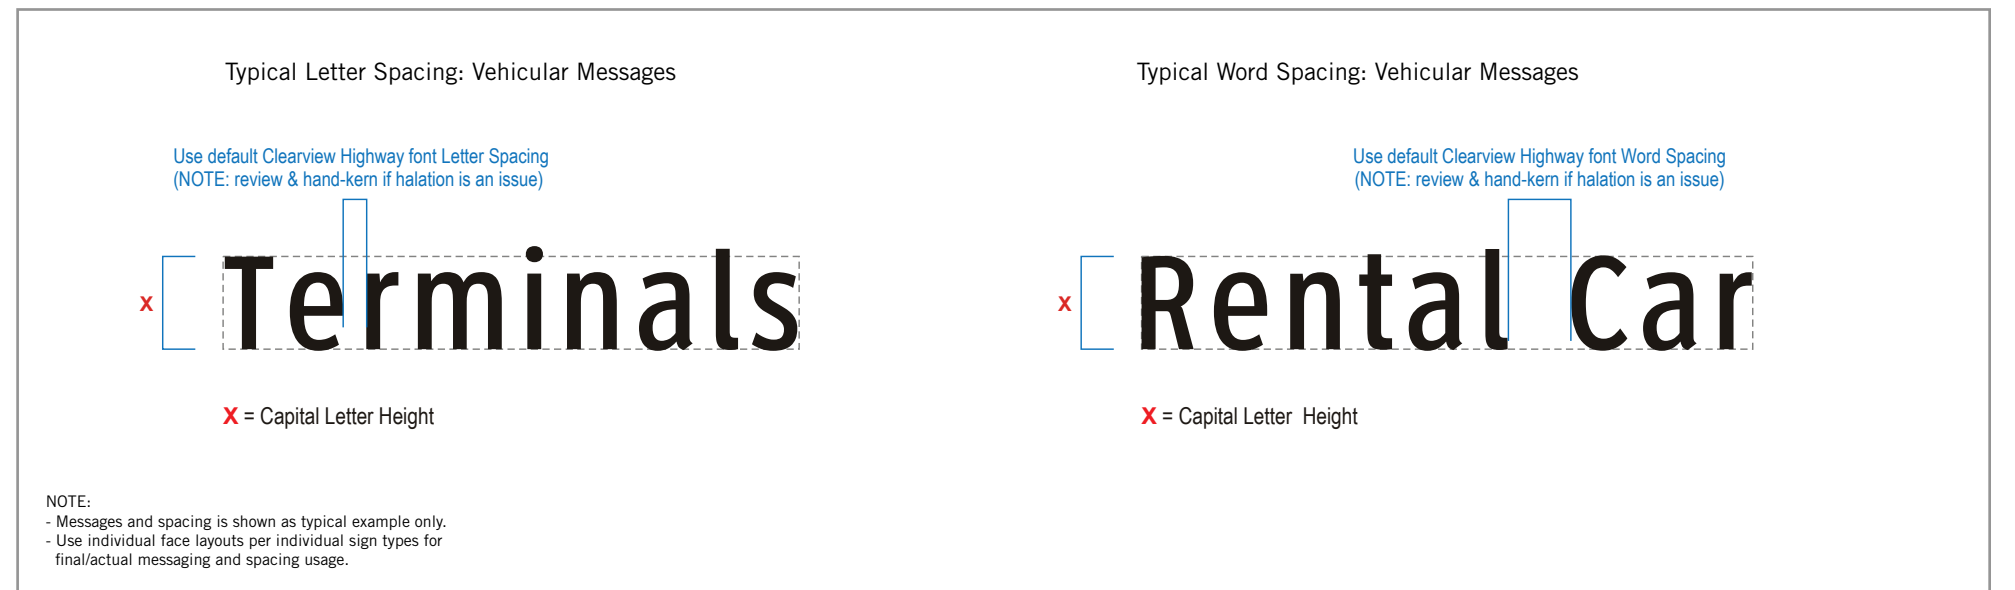 Typical Letter Spacing: Vehicular Messages
Use default Clearview Highway font Letter Spacing
(NOTE: review & hand-kern if halation is an issue)
X
Terminals
X = Capital Letter Height
Typical Word Spacing: Vehicular Messages
Use default Clearview Highway font Word Spacing
(NOTE: review & hand-kern if halation is an issue)
X
Rental Car
X = Capital Letter Height
NOTE:
- Messages and spacing is shown as typical example only.
- Use individual face layouts per individual sign types for
final/actual messaging and spacing usage.